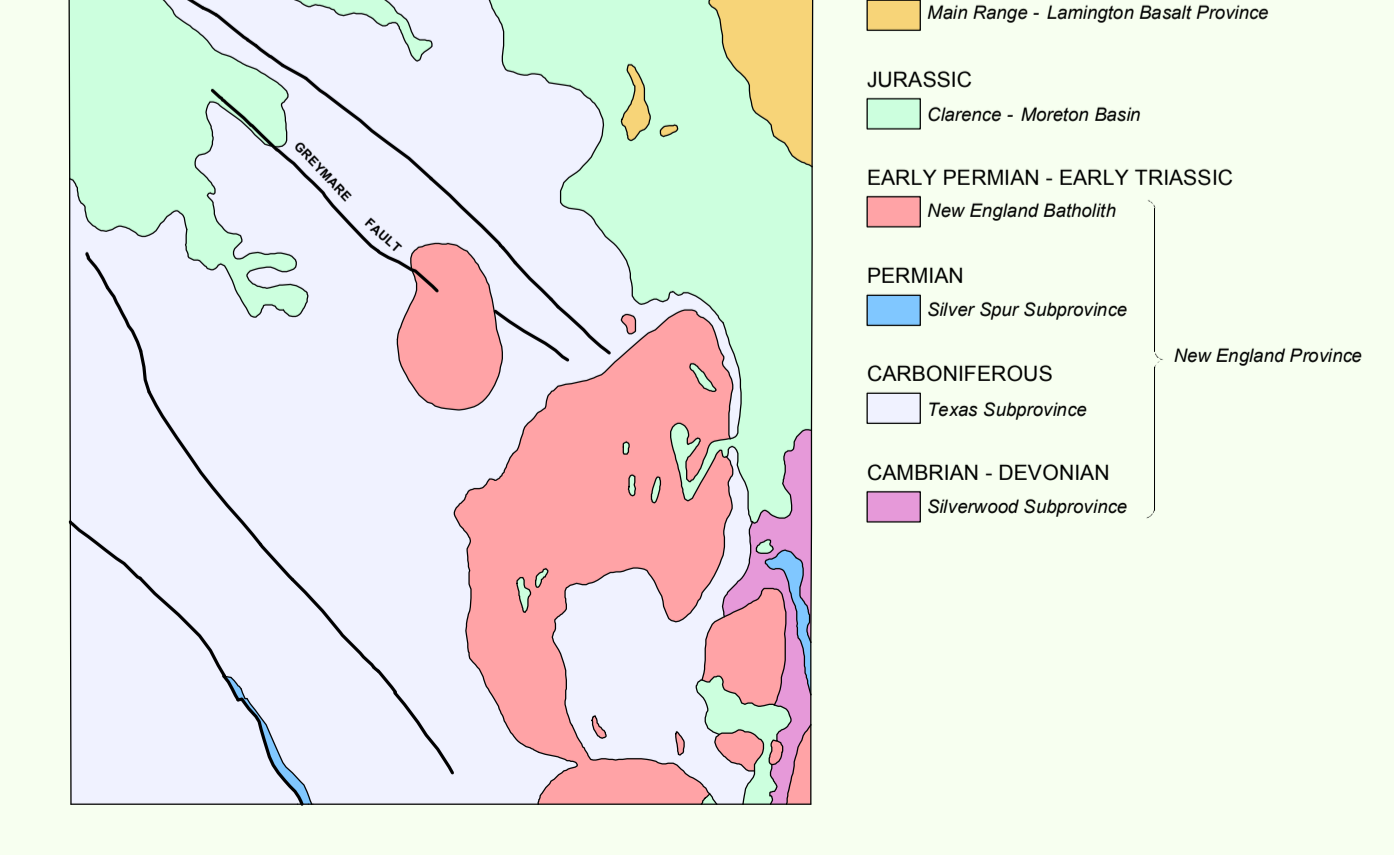 Main Range - Lamington Basalt Province
JURASSIC
Clarence - Moreton Basin
EARLY PERMIAN - EARLY TRIASSIC
New England Batholith
PERMIAN
Silver Spur Subprovince
New England Province
CARBONIFEROUS
Texas Subprovince
CAMBRIAN - DEVONIAN
Silverwood Subprovince
GREYMARE
FAULT